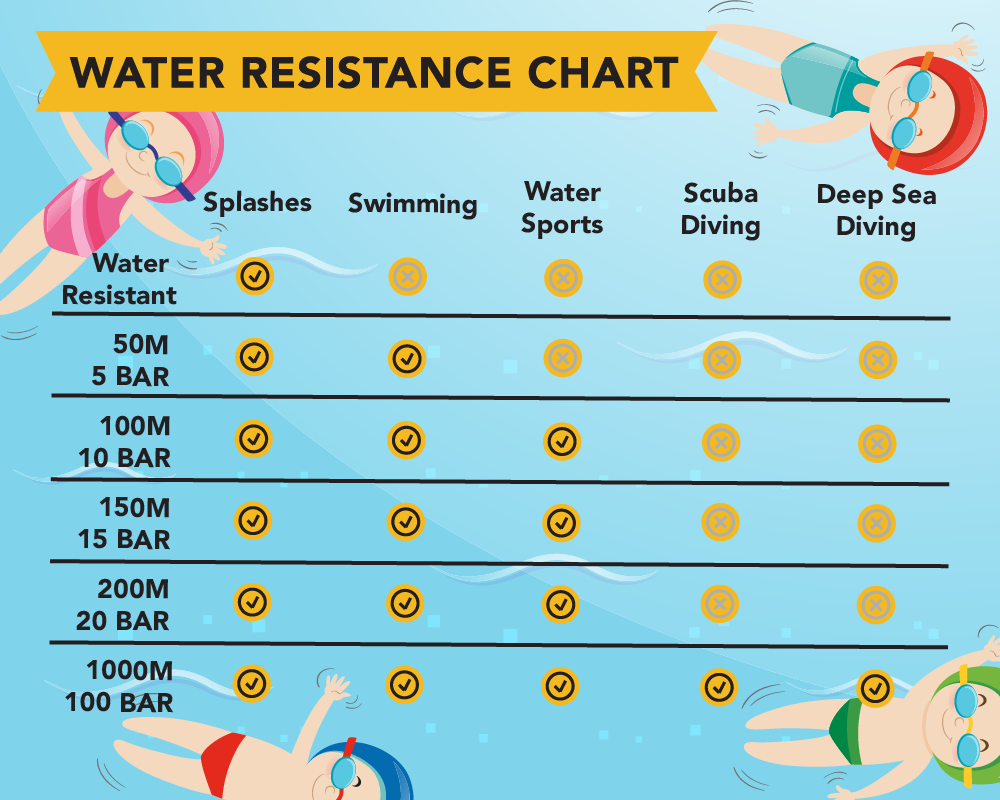 WATER RESISTANCE CHART
Splashes
Swimming
Water
Sports
Scuba
Diving
Deep Sea
Diving
Water
Resistant
50M
5 BAR
100M
10 BAR
150M
15 BAR
200M
20 BAR
1000M
100 BAR